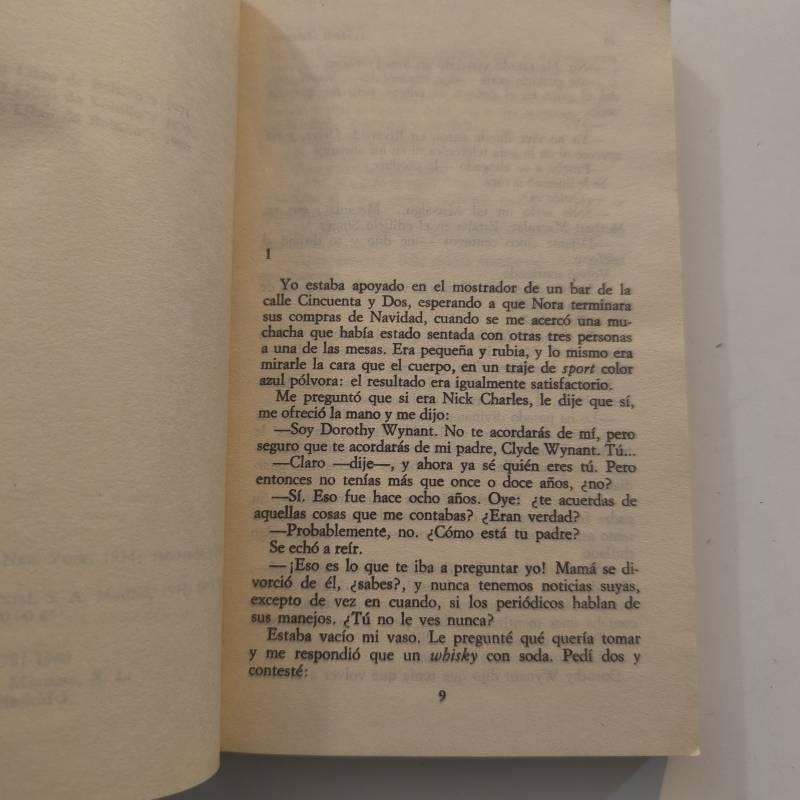 1
Yo estaba apoyado en el mostrador de un bar de la
calle Cincuenta y Dos, esperando a que Nora terminara
sus compras de Navidad, cuando se me acercó una mu-
chacha que había estado sentada con otras tres personas
a una de las mesas. Era pequeña y rubia, y lo mismo era
mirarle la cara que el cuerpo, en un traje de sport color
azul pólvora: el resultado era igualmente satisfactorio.
Me preguntó que si era Nick Charles, le dije que sí,
me ofreció la mano y me dijo:
—Soy Dorothy Wynant. No te acordarás de mí, pero
seguro que te acordarás de mi padre, Clyde Wynant. Tú...
—Claro —dije—, y ahora ya sé quién eres tú. Pero
entonces no tenías más que once o doce años, ¿no?
—Sí. Eso fue hace ocho años. Oye: ¿te acuerdas de
aquellas cosas que me contabas? ¿Eran verdad?
—Probablemente, no. ¿Cómo está tu padre?
Se echó a reír.
—¡Eso es lo que te iba a preguntar yo! Mamá se di-
vorció de él, ¿sabes?, y nunca tenemos noticias suyas,
excepto de vez en cuando, si los periódicos hablan de
sus manejos. ¿Tú no le ves nunca?
Estaba vacío mi vaso. Le pregunté qué quería tomar
y me respondió que un whisky con soda. Pedí dos y
contesté:
9